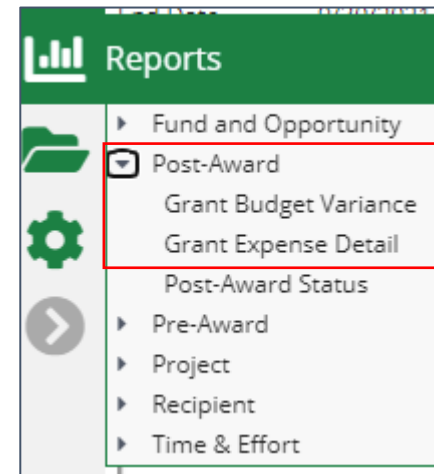 Reports
Fund and Opportunity
Post-Award
Grant Budget Variance
Grant Expense Detail
Post-Award Status
Pre-Award
Project
Recipient
Time & Effort